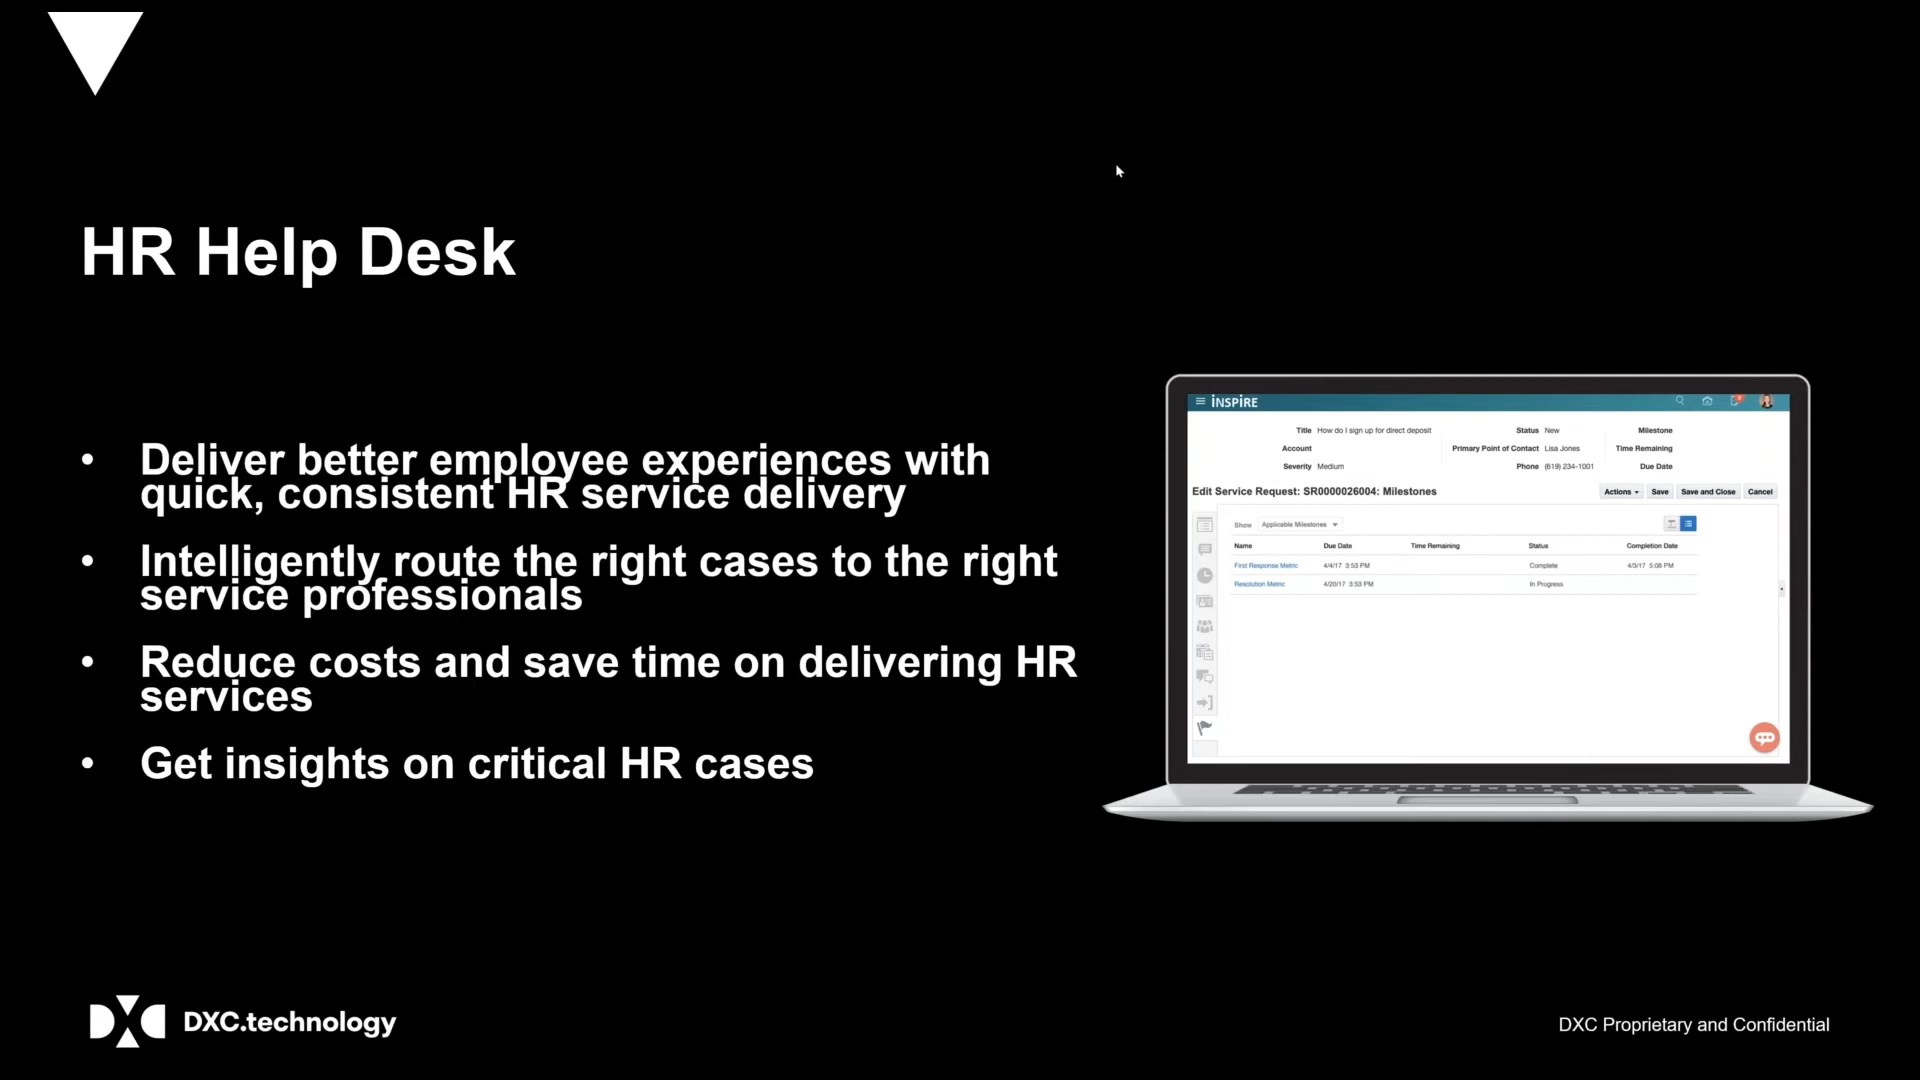 HR Help Desk
• Deliver better employee experiences with
quick, consistent HR service delivery
• Intelligently route the right cases to the right
service professionals
• Reduce costs and save time on delivering HR
services
• Get insights on critical HR cases
iNSPiRE
Title How do I sign up for direct deposit Status New Milestone
Account Primary Point of Contact Lisa Jones Time Remaining
Severity Medium Phone (619) 234-1001 Due Date
Edit Service Request: SR0000026004: Milestones Actions Save Save and Close Cancel
Show Applicable Milestones
Name Due Date Time Remaining Status Completion Date
First Response Metric 4/4/17 3:53 PM Complete 4/3/17 5:08 PM
Resolution Metric 4/20/17 3:53 PM In Progress
DXC DXC.technology
DXC Proprietary and Confidential